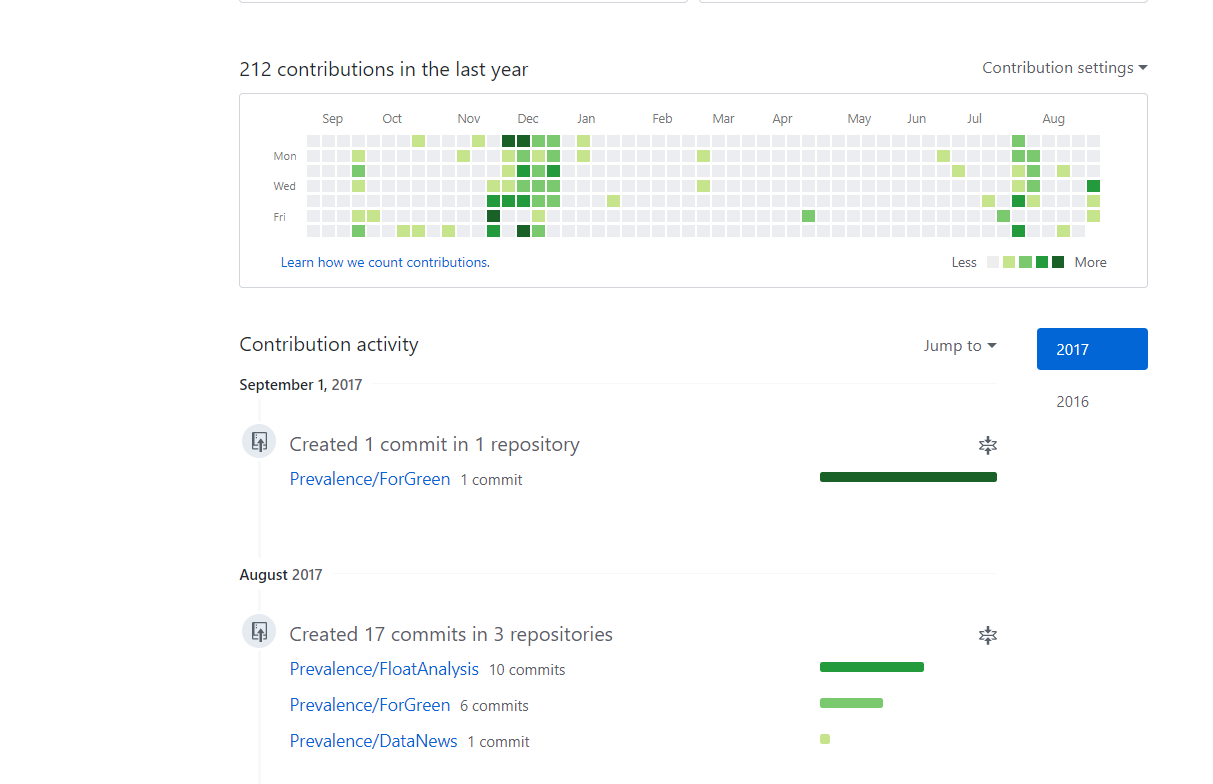 212 contributions in the last year
Contribution settings
Sep Oct Nov Dec Jan Feb Mar Apr May Jun Jul Aug
Mon
Wed
Fri
Learn how we count contributions.
Less More
Contribution activity
Jump to
2017
2016
September 1, 2017
Created 1 commit in 1 repository
Prevalence/ForGreen 1 commit
August 2017
Created 17 commits in 3 repositories
Prevalence/FloatAnalysis 10 commits
Prevalence/ForGreen 6 commits
Prevalence/DataNews 1 commit